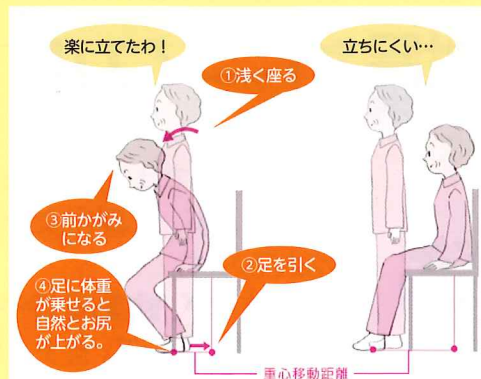 楽に立てたわ！
①浅く座る
③前かがみ
になる
④足に体重
が乗せると
自然とお尻
が上がる。
②足を引く
立ちにくい…
重心移動距離